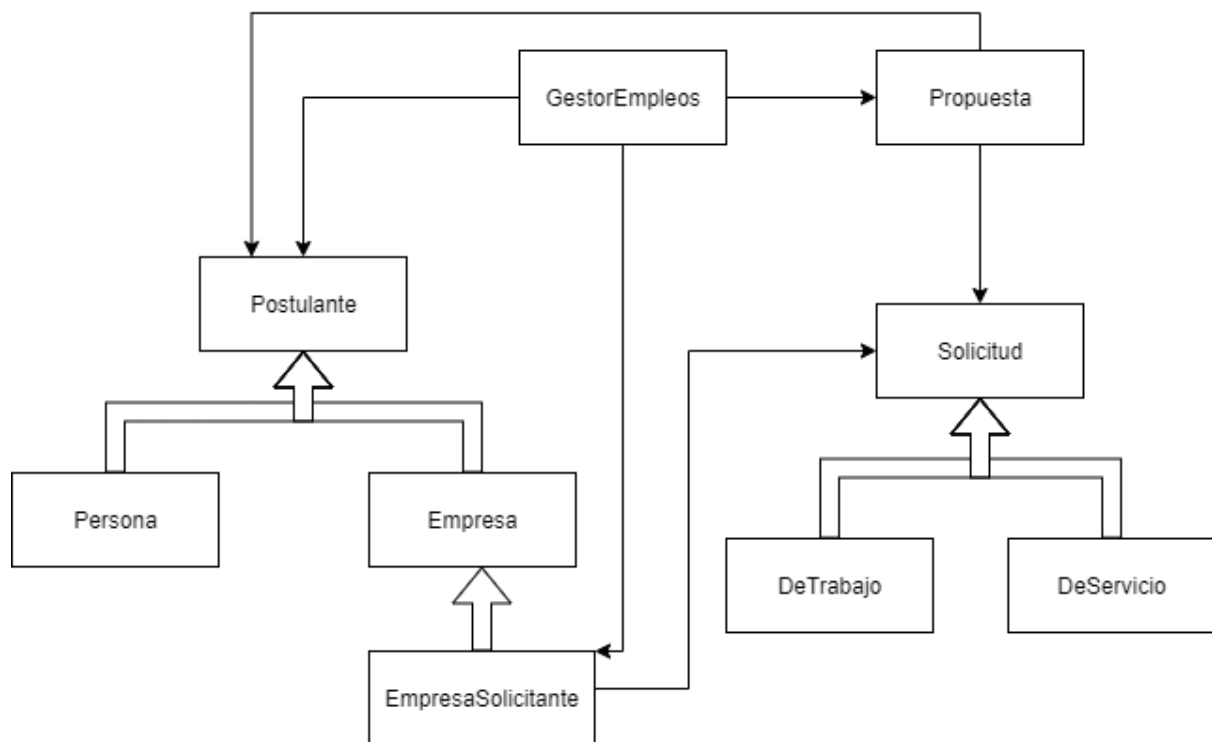 GestorEmpleos
Propuesta
Postulante
Solicitud
Persona
Empresa
DeTrabajo
DeServicio
EmpresaSolicitante